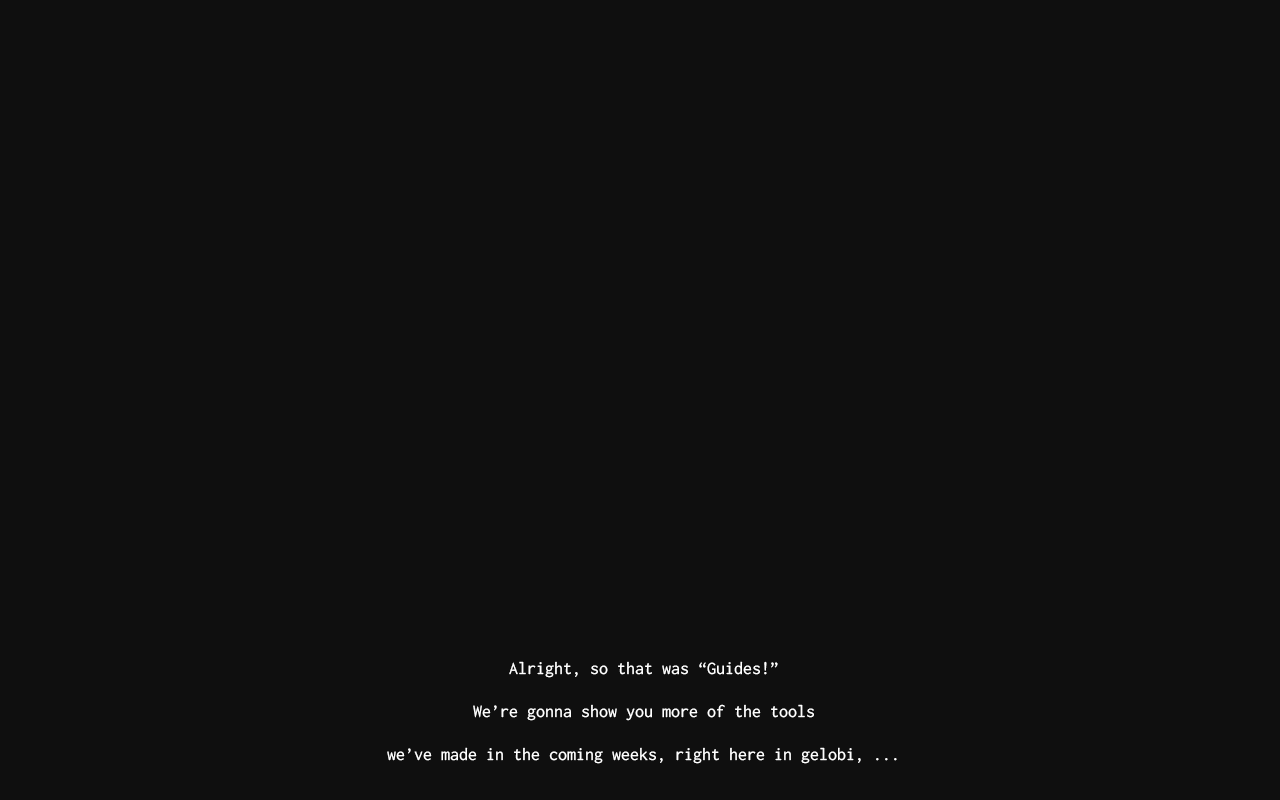 Alright, so that was “Guides!”
We’re gonna show you more of the tools
we’ve made in the coming weeks, right here in gelobi, ...